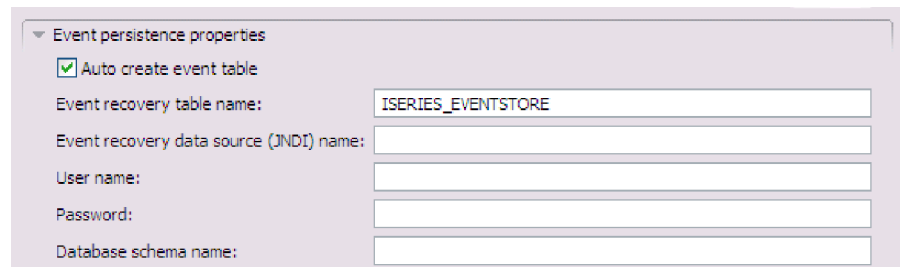 Event persistence properties
Auto create event table
Event recovery table name: ISERIES_EVENTSTORE
Event recovery data source (JNDI) name:
User name:
Password:
Database schema name: